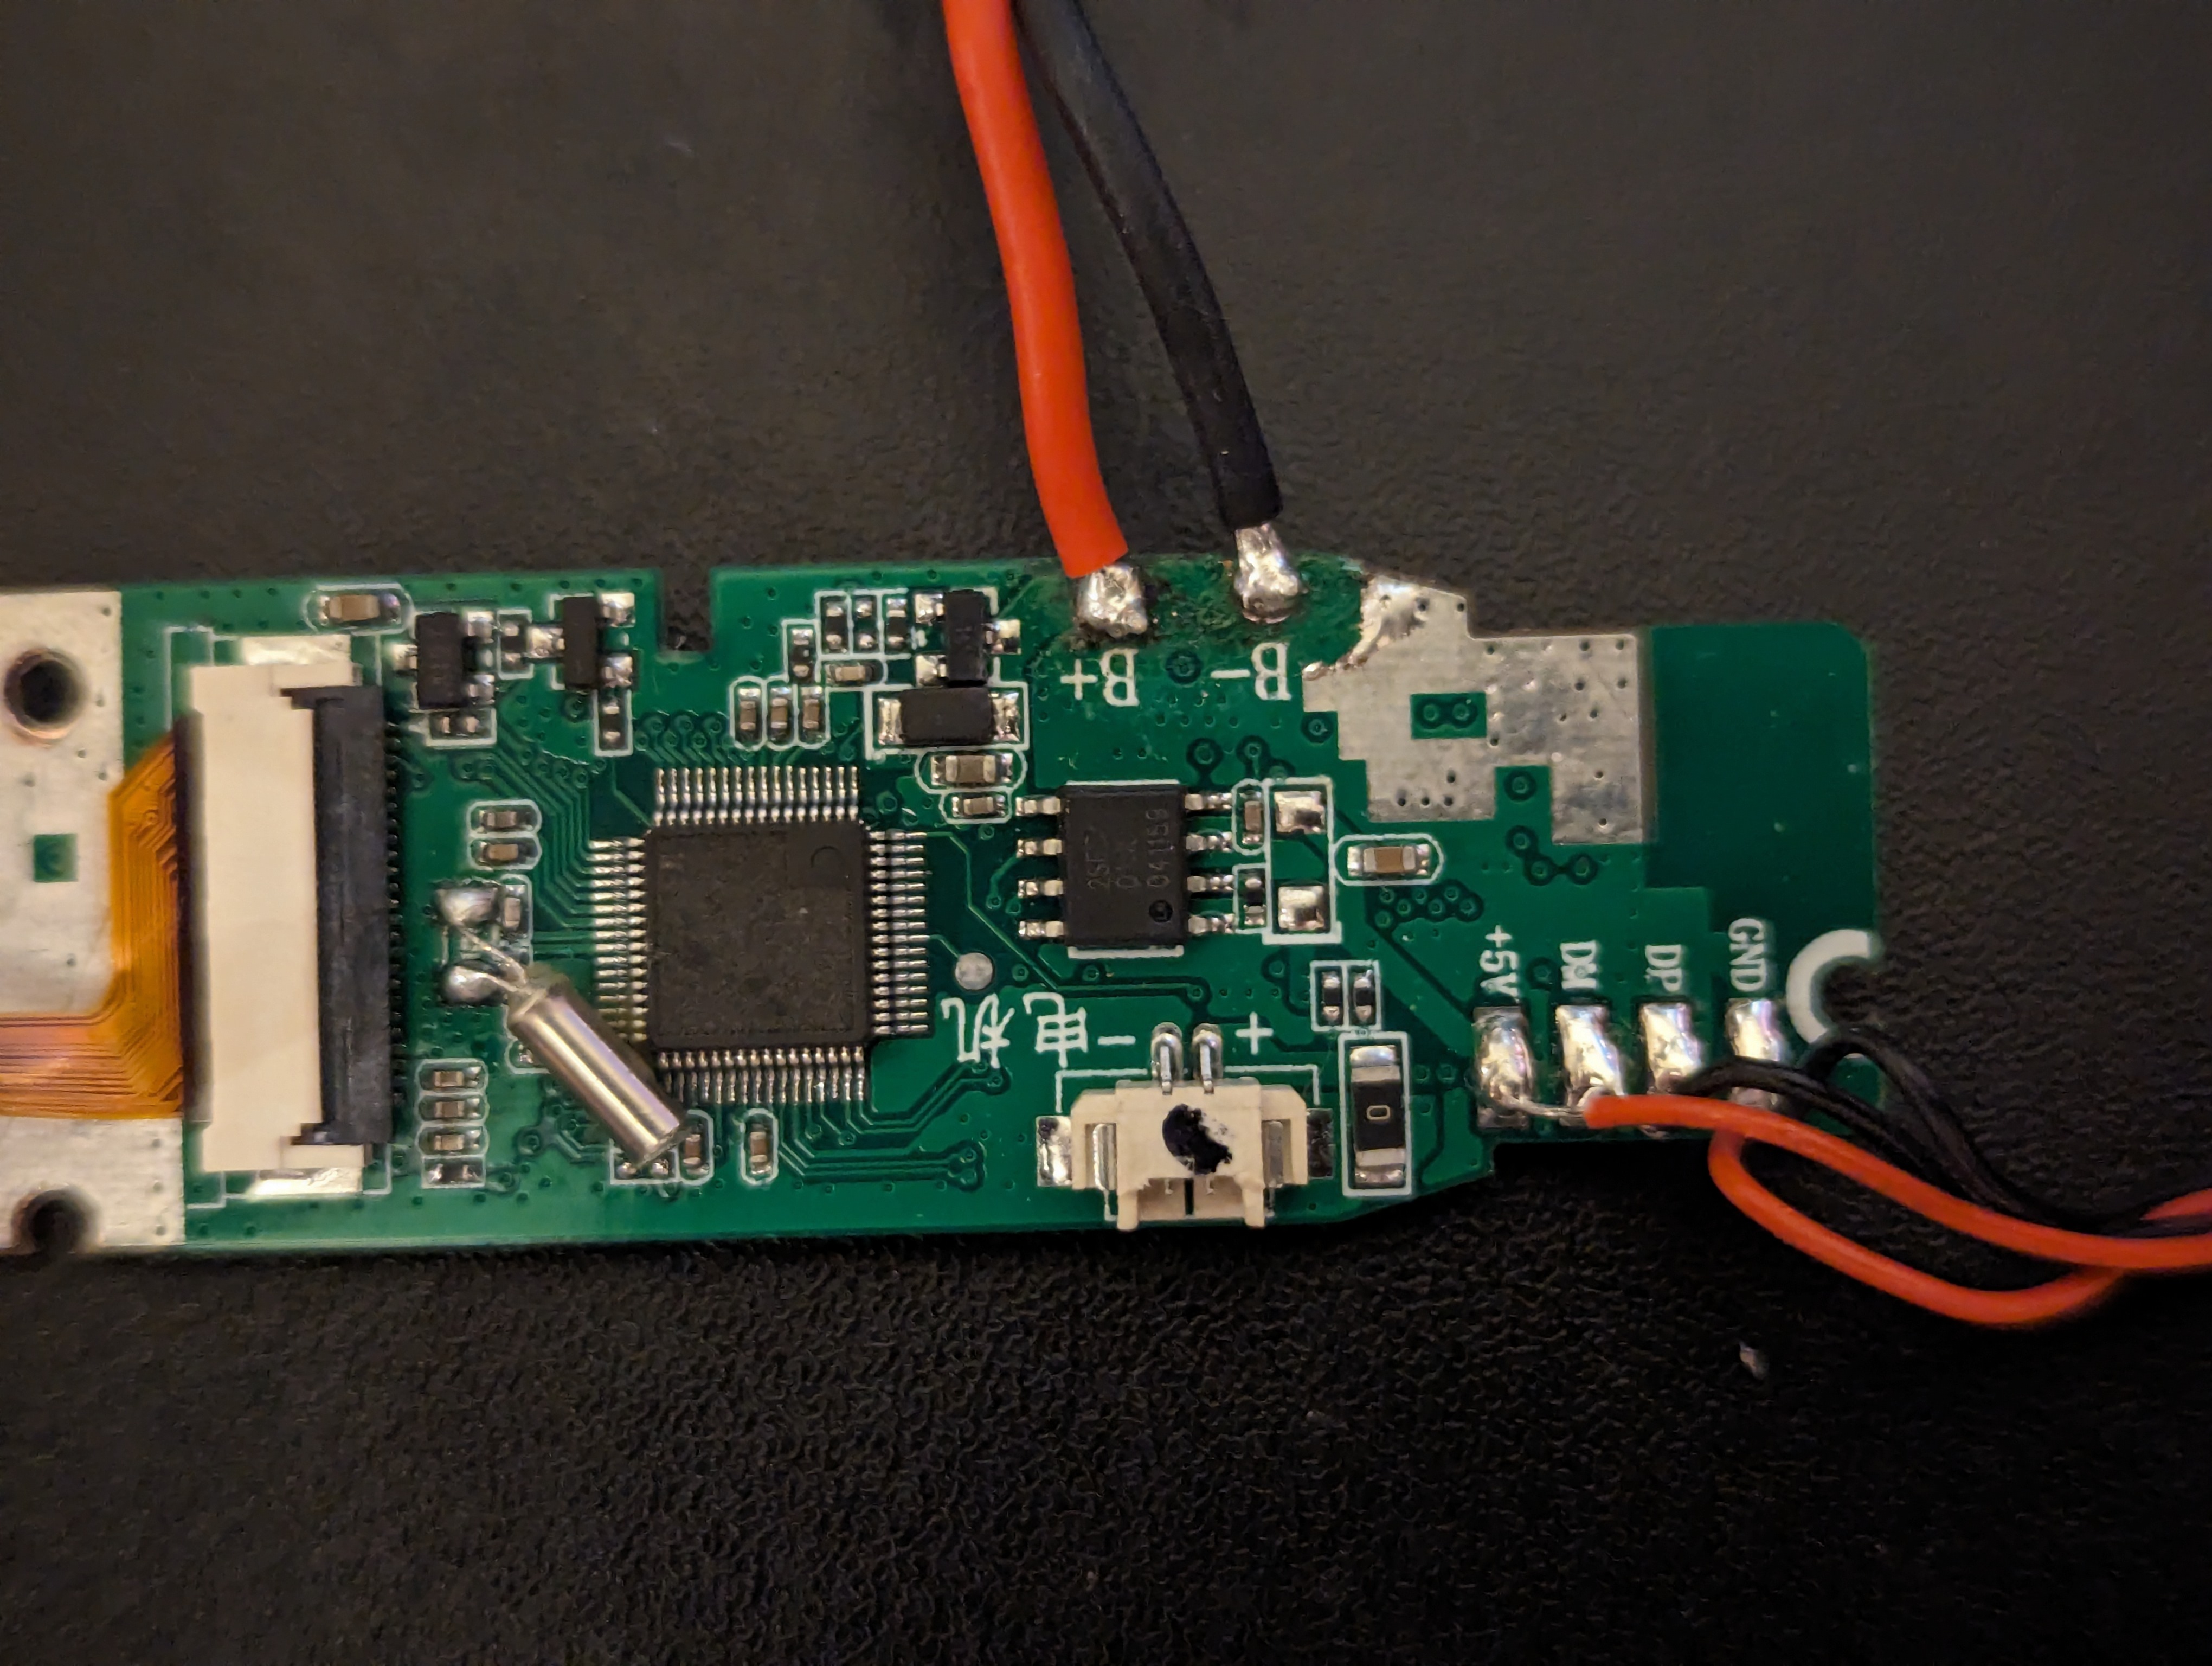 B+
B-
+5V
DM
DP
GND
电机
- +
0